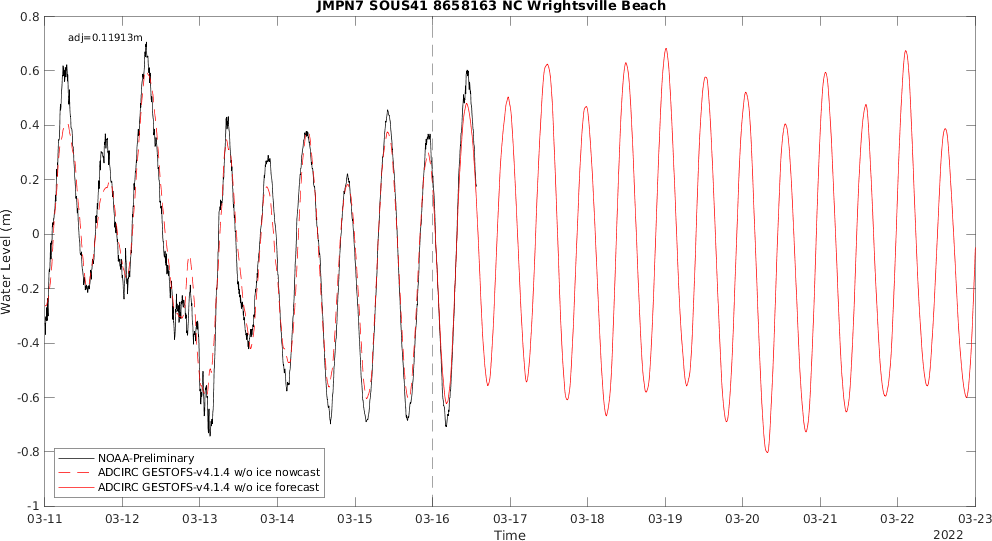 JMPN7 SOUS41 8658163 NC Wrightsville Beach
adj=0.11913m
0.8
0.6
0.4
0.2
0
-0.2
-0.4
-0.6
-0.8
-1
Water Level (m)
NOAA-Preliminary
ADCIRC GESTOFS-v4.1.4 w/o ice nowcast
ADCIRC GESTOFS-v4.1.4 w/o ice forecast
03-11 03-12 03-13 03-14 03-15 03-16 03-17 03-18 03-19 03-20 03-21 03-22 03-23
Time
2022